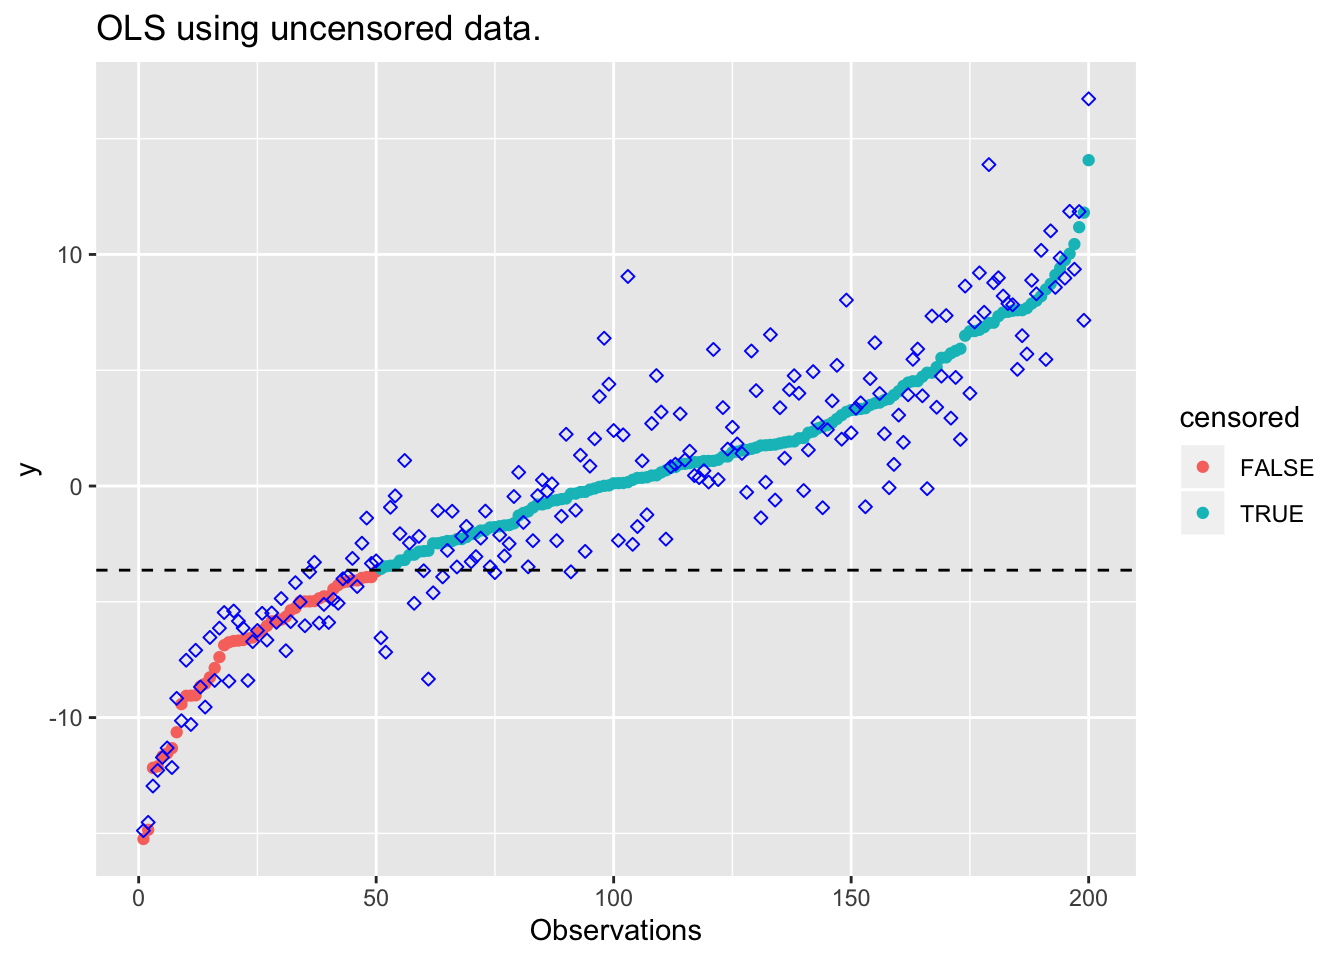 OLS using uncensored data.
y
10
0
-10
0
50
100
150
200
Observations
censored
FALSE
TRUE